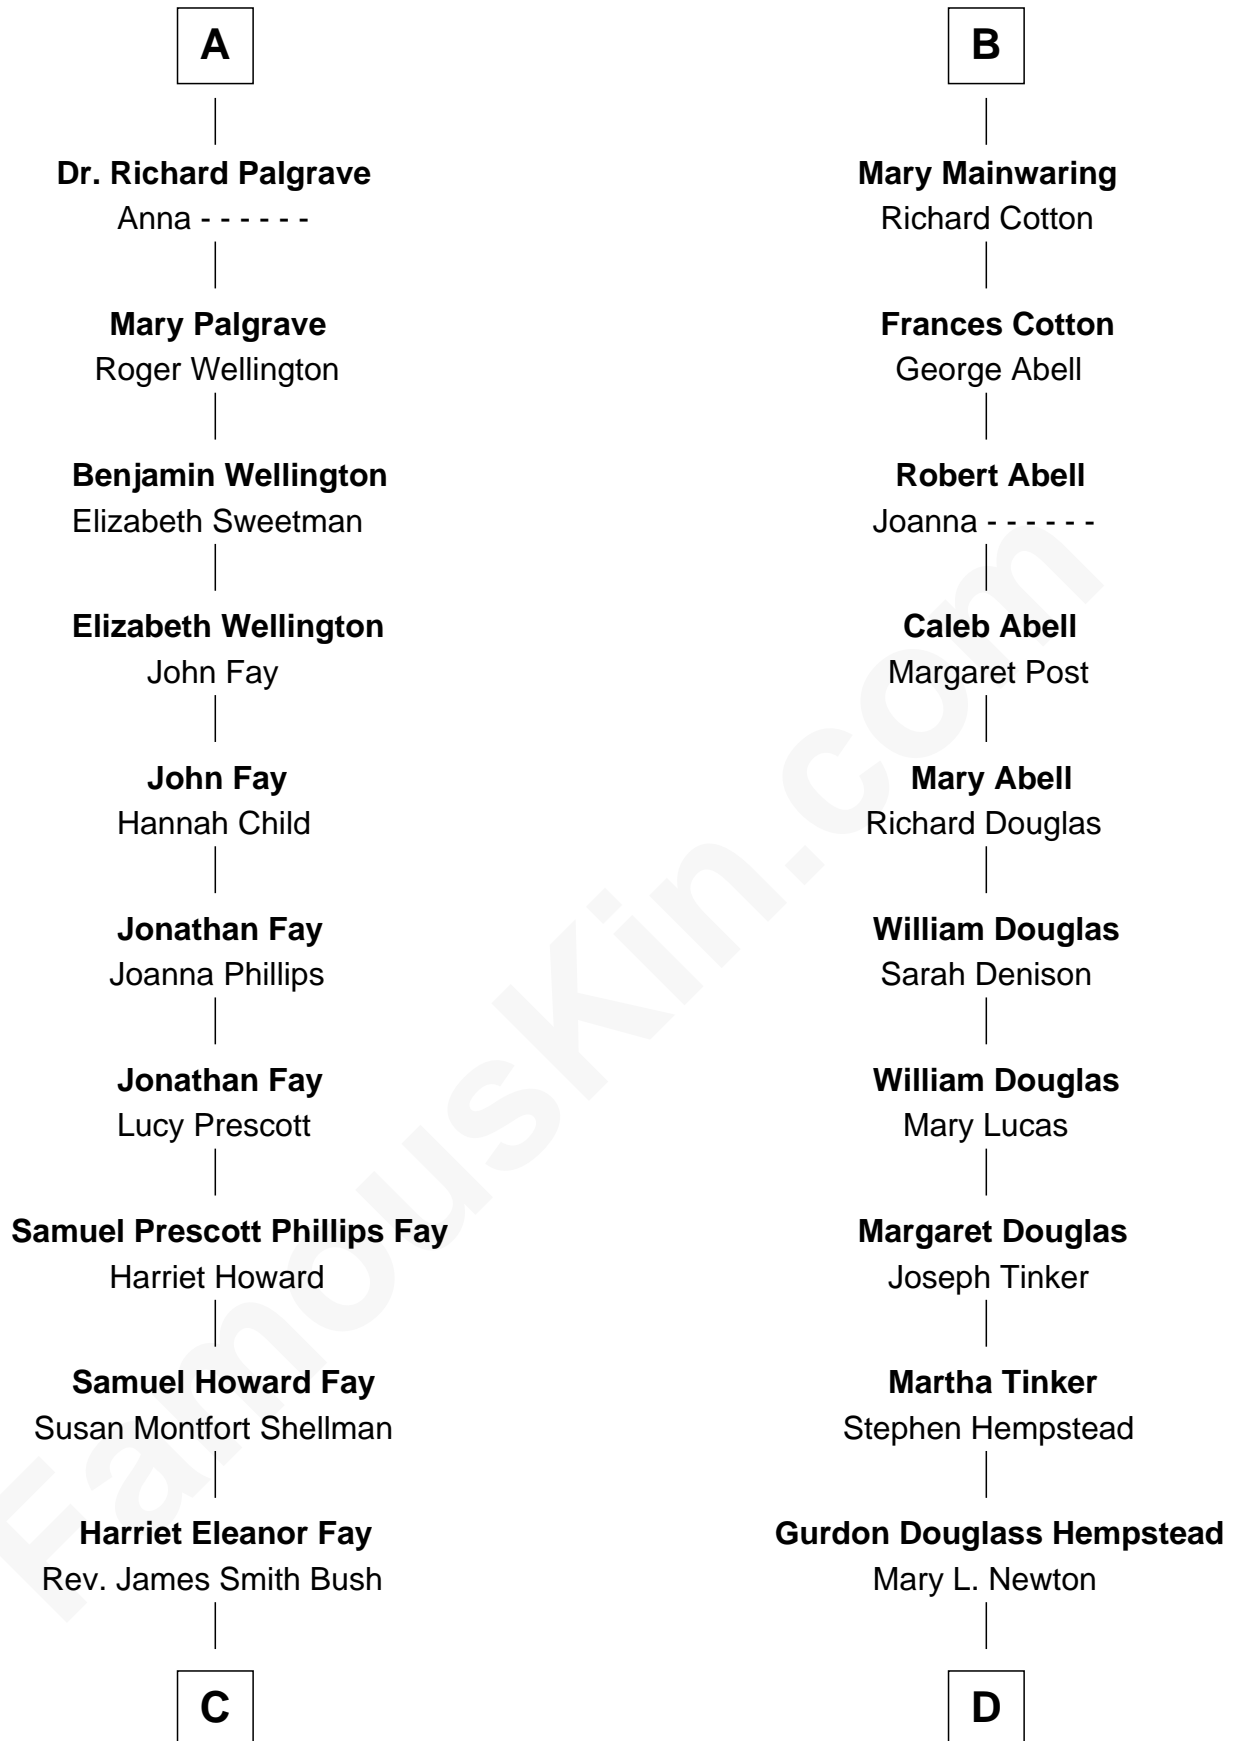 A
Dr. Richard Palgrave
Anna - - - - - -
Mary Palgrave
Roger Wellington
Benjamin Wellington
Elizabeth Sweetman
Elizabeth Wellington
John Fay
John Fay
Hannah Child
Jonathan Fay
Joanna Phillips
Jonathan Fay
Lucy Prescott
Samuel Prescott Phillips Fay
Harriet Howard
Samuel Howard Fay
Susan Montfort Shellman
Harriet Eleanor Fay
Rev. James Smith Bush
C
B
Mary Mainwaring
Richard Cotton
Frances Cotton
George Abell
Robert Abell
Joanna - - - - - -
Caleb Abell
Margaret Post
Mary Abell
Richard Douglas
William Douglas
Sarah Denison
William Douglas
Mary Lucas
Margaret Douglas
Joseph Tinker
Martha Tinker
Stephen Hempstead
Gurdon Douglass Hempstead
Mary L. Newton
D
FamousKin.com